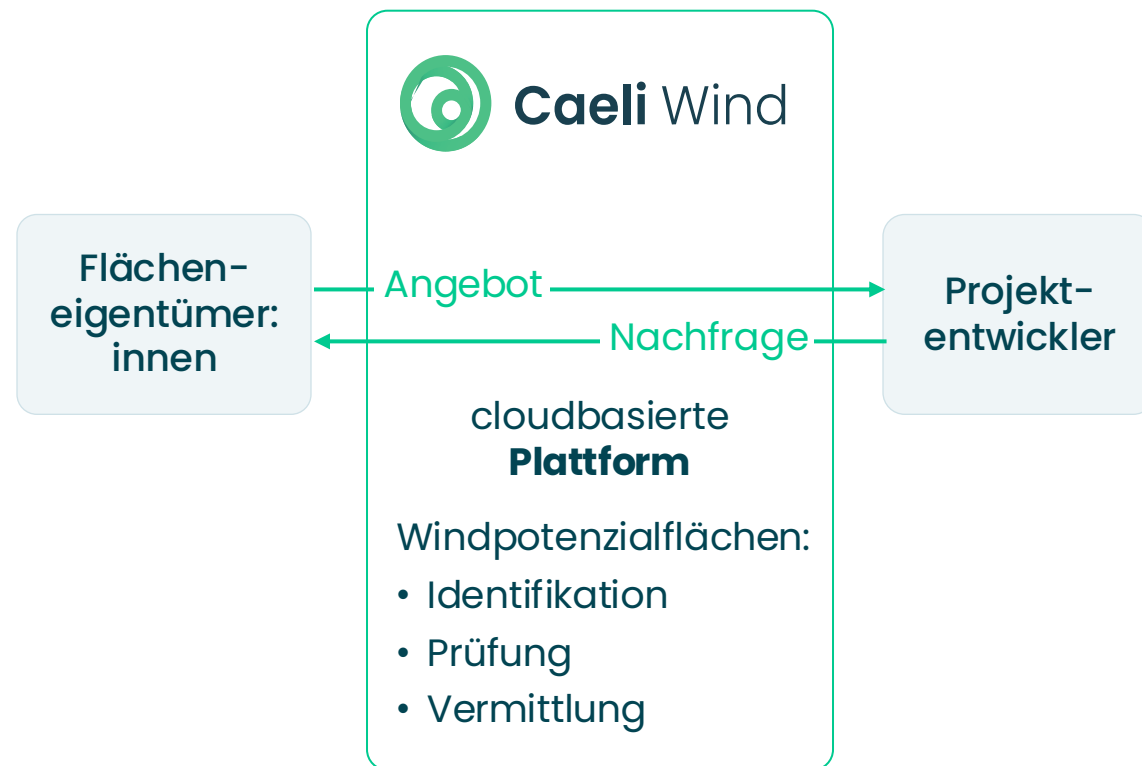 Caeli Wind
Flächen-
eigentümer:
innen
Angebot
Nachfrage
Projekt-
entwickler
cloudbasierte
Plattform
Windpotenzialflächen:
• Identifikation
• Prüfung
• Vermittlung